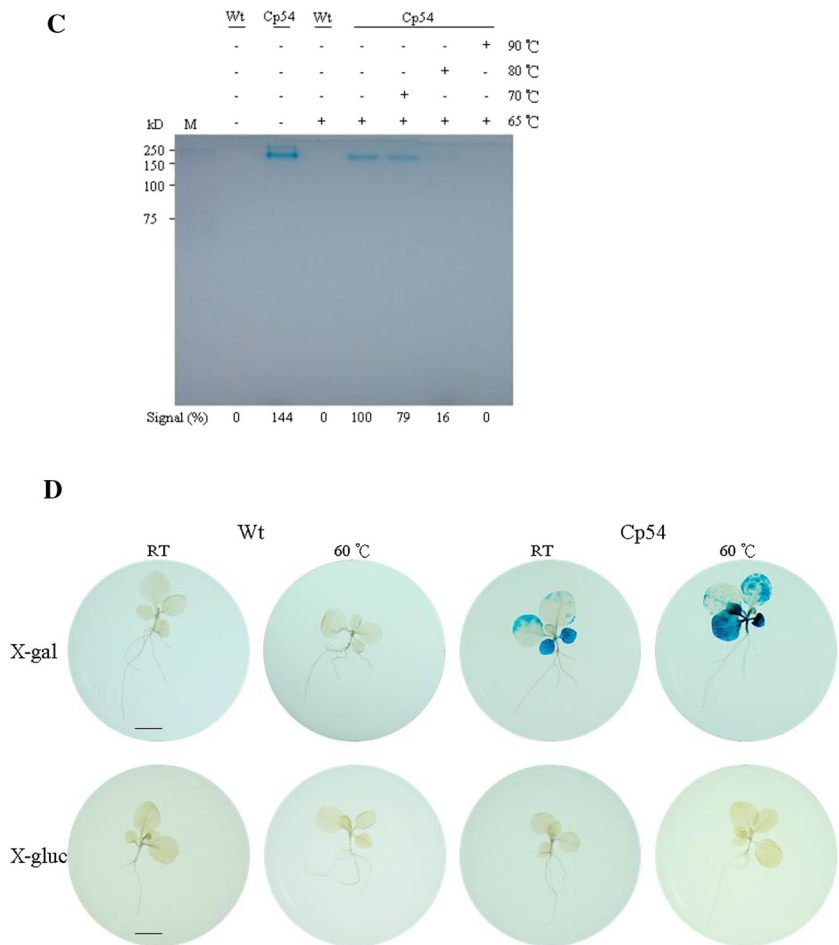 C
Wt Cp54 Wt Cp54
- - - - - - + 90 ℃
- - - - - + - 80 ℃
- - - - + - - 70 ℃
kD M - - + + + + + 65 ℃
250
150
100
75
Signal (%) 0 144 0 100 79 16 0
D
Wt Cp54
RT 60 ℃ RT 60 ℃
X-gal
X-gluc